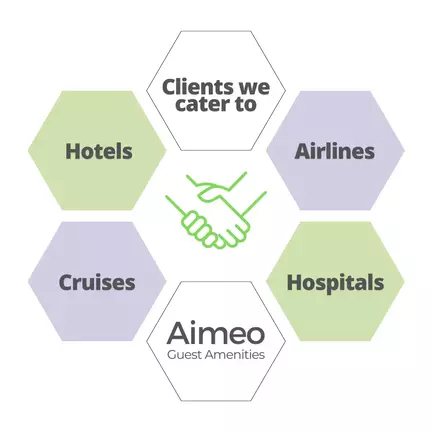 Clients we
cater to
Hotels
Airlines
Cruises
Hospitals
Aimeo
Guest Amenities